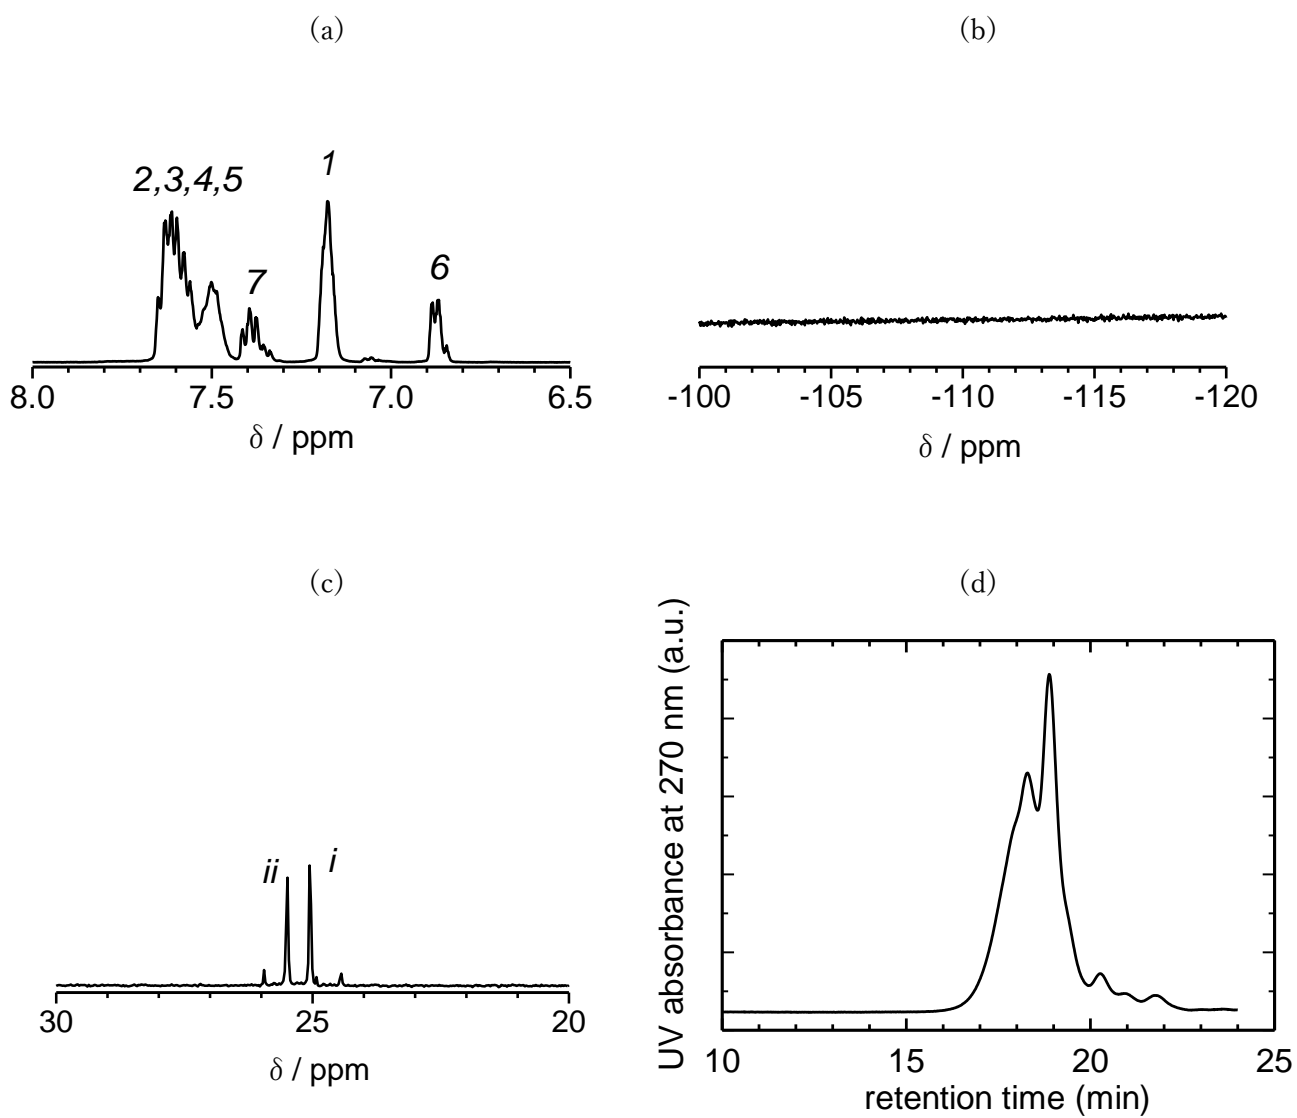 (a)
2,3,4,5
7
1
6
8.0 7.5 7.0 6.5
δ / ppm
(b)
-100 -105 -110 -115 -120
δ / ppm
(c)
ii
i
30 25 20
δ / ppm
(d)
UV absorbance at 270 nm (a.u.)
10 15 20 25
retention time (min)